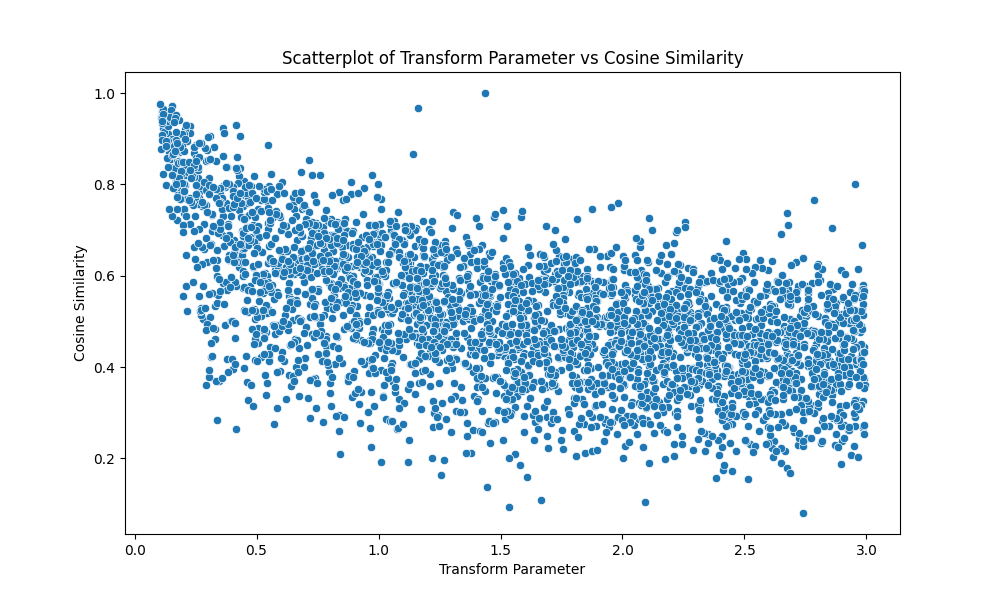 Scatterplot of Transform Parameter vs Cosine Similarity
1.0
0.8
0.6
0.4
0.2
Cosine Similarity
0.0 0.5 1.0 1.5 2.0 2.5 3.0
Transform Parameter